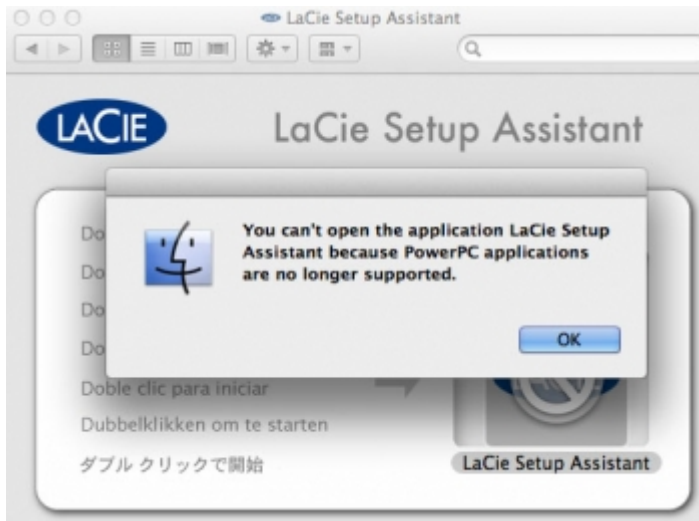 LaCie Setup Assistant
LACIE
LaCie Setup Assistant
You can't open the application LaCie Setup
Assistant because PowerPC applications
are no longer supported.
OK
Do
Do
Do
Do
Doble clic para iniciar
Dubbelklikken om te starten
ダブル クリックで開始
LaCie Setup Assistant